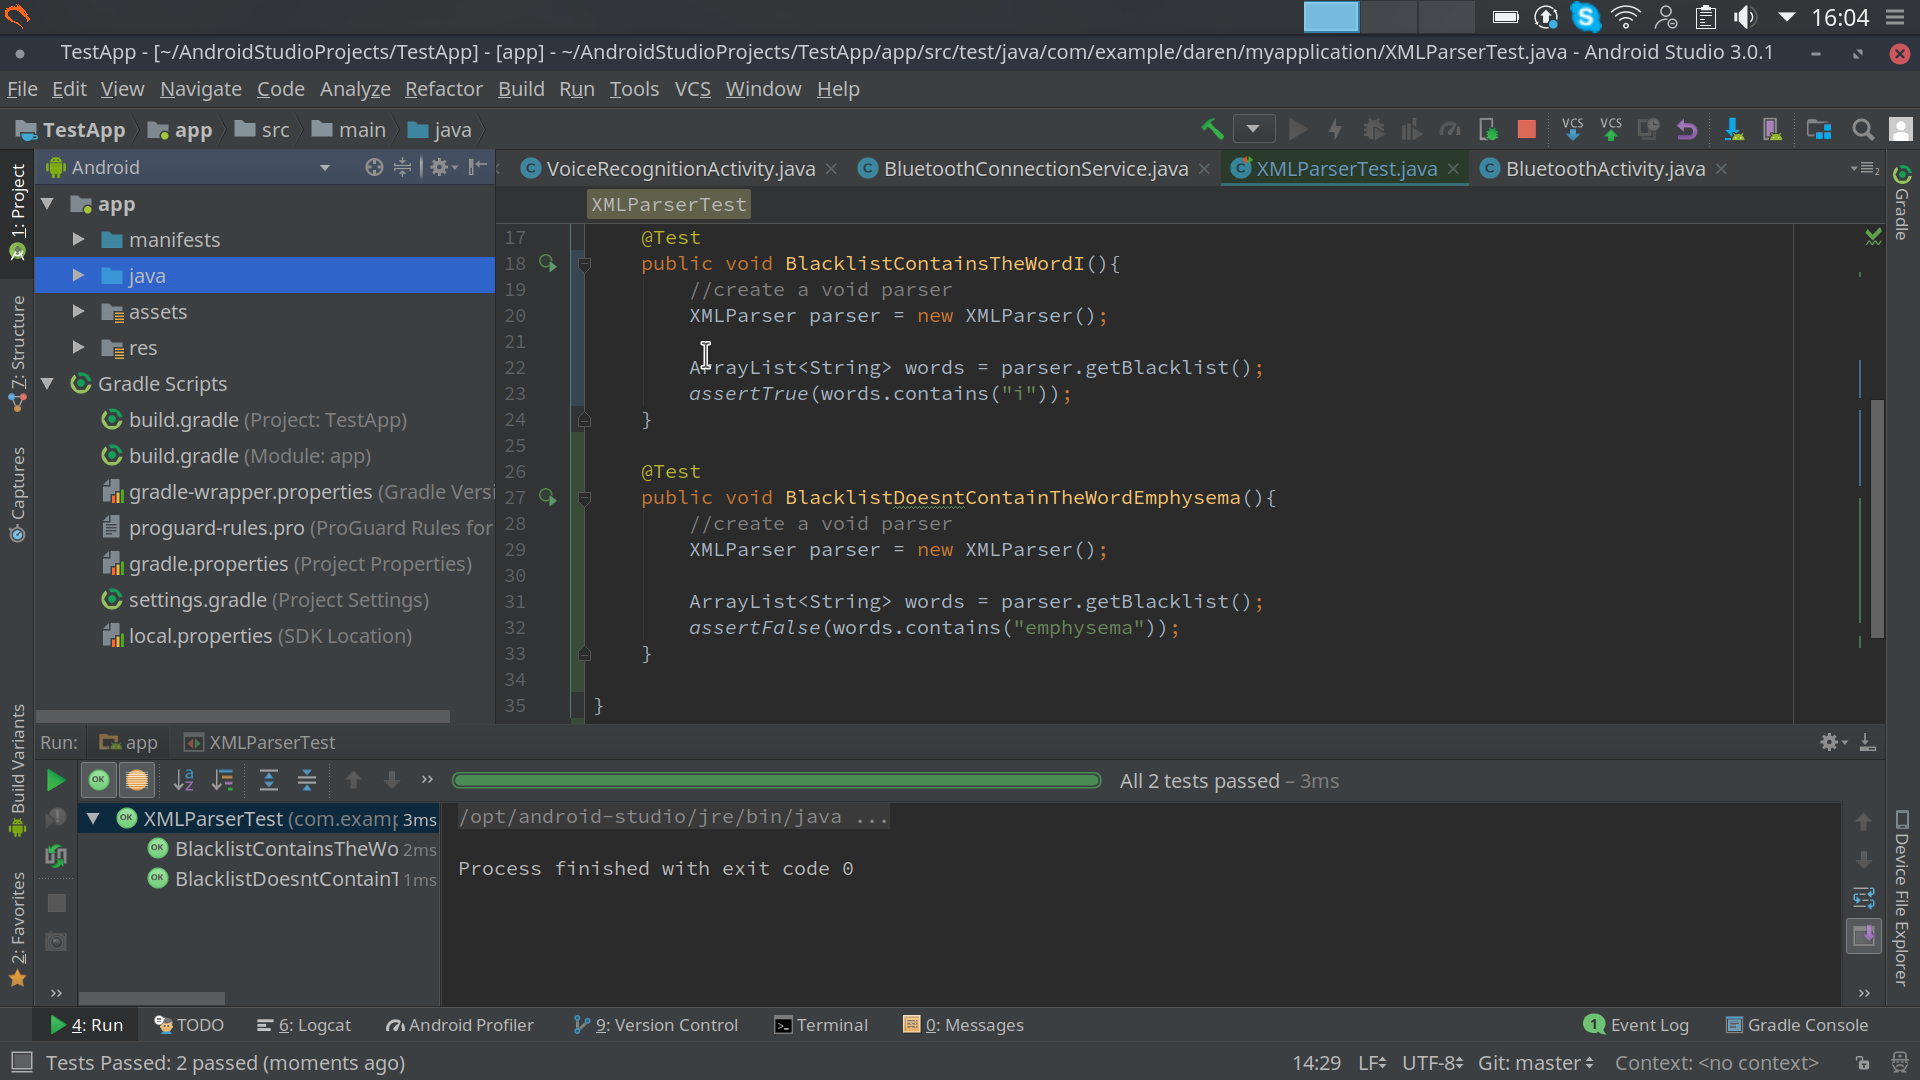 16:04
TestApp - [~/AndroidStudioProjects/TestApp] - [app] - ~/AndroidStudioProjects/TestApp/app/src/test/java/com/example/daren/myapplication/XMLParserTest.java - Android Studio 3.0.1
File Edit View Navigate Code Analyze Refactor Build Run Tools VCS Window Help
TestApp app src main java VCS VCS
Android VoiceRecognitionActivity.java BluetoothConnectionService.java XMLParserTest.java BluetoothActivity.java
XMLParserTest
1: Project
7: Structure
Captures
Build Variants
2: Favorites
app
manifests
java
assets
res
Gradle Scripts
build.gradle (Project: TestApp)
build.gradle (Module: app)
gradle-wrapper.properties (Gradle Versi
proguard-rules.pro (ProGuard Rules for
gradle.properties (Project Properties)
settings.gradle (Project Settings)
local.properties (SDK Location)
17 @Test
18 public void BlacklistContainsTheWordI(){
19 //create a void parser
20 XMLParser parser = new XMLParser();
21
22 ArrayList<String> words = parser.getBlacklist();
23 assertTrue(words.contains("i"));
24 }
25
26 @Test
27 public void BlacklistDoesntContainTheWordEmphysema(){
28 //create a void parser
29 XMLParser parser = new XMLParser();
30
31 ArrayList<String> words = parser.getBlacklist();
32 assertFalse(words.contains("emphysema"));
33 }
34
35 }
Gradle
Device File Explorer
Run: app XMLParserTest
OK All 2 tests passed – 3ms
OK XMLParserTest (com.examp 3ms
OK BlacklistContainsTheWo 2ms
OK BlacklistDoesntContainT 1ms
/opt/android-studio/jre/bin/java ...
Process finished with exit code 0
4: Run TODO 6: Logcat Android Profiler 9: Version Control Terminal 0: Messages 1 Event Log Gradle Console
Tests Passed: 2 passed (moments ago) 14:29 LF UTF-8 Git: master Context: <no context>